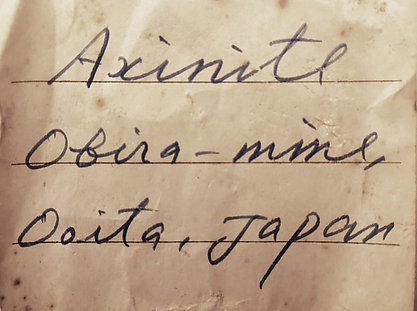 Axinite
Obira-mine,
Ooita, Japan